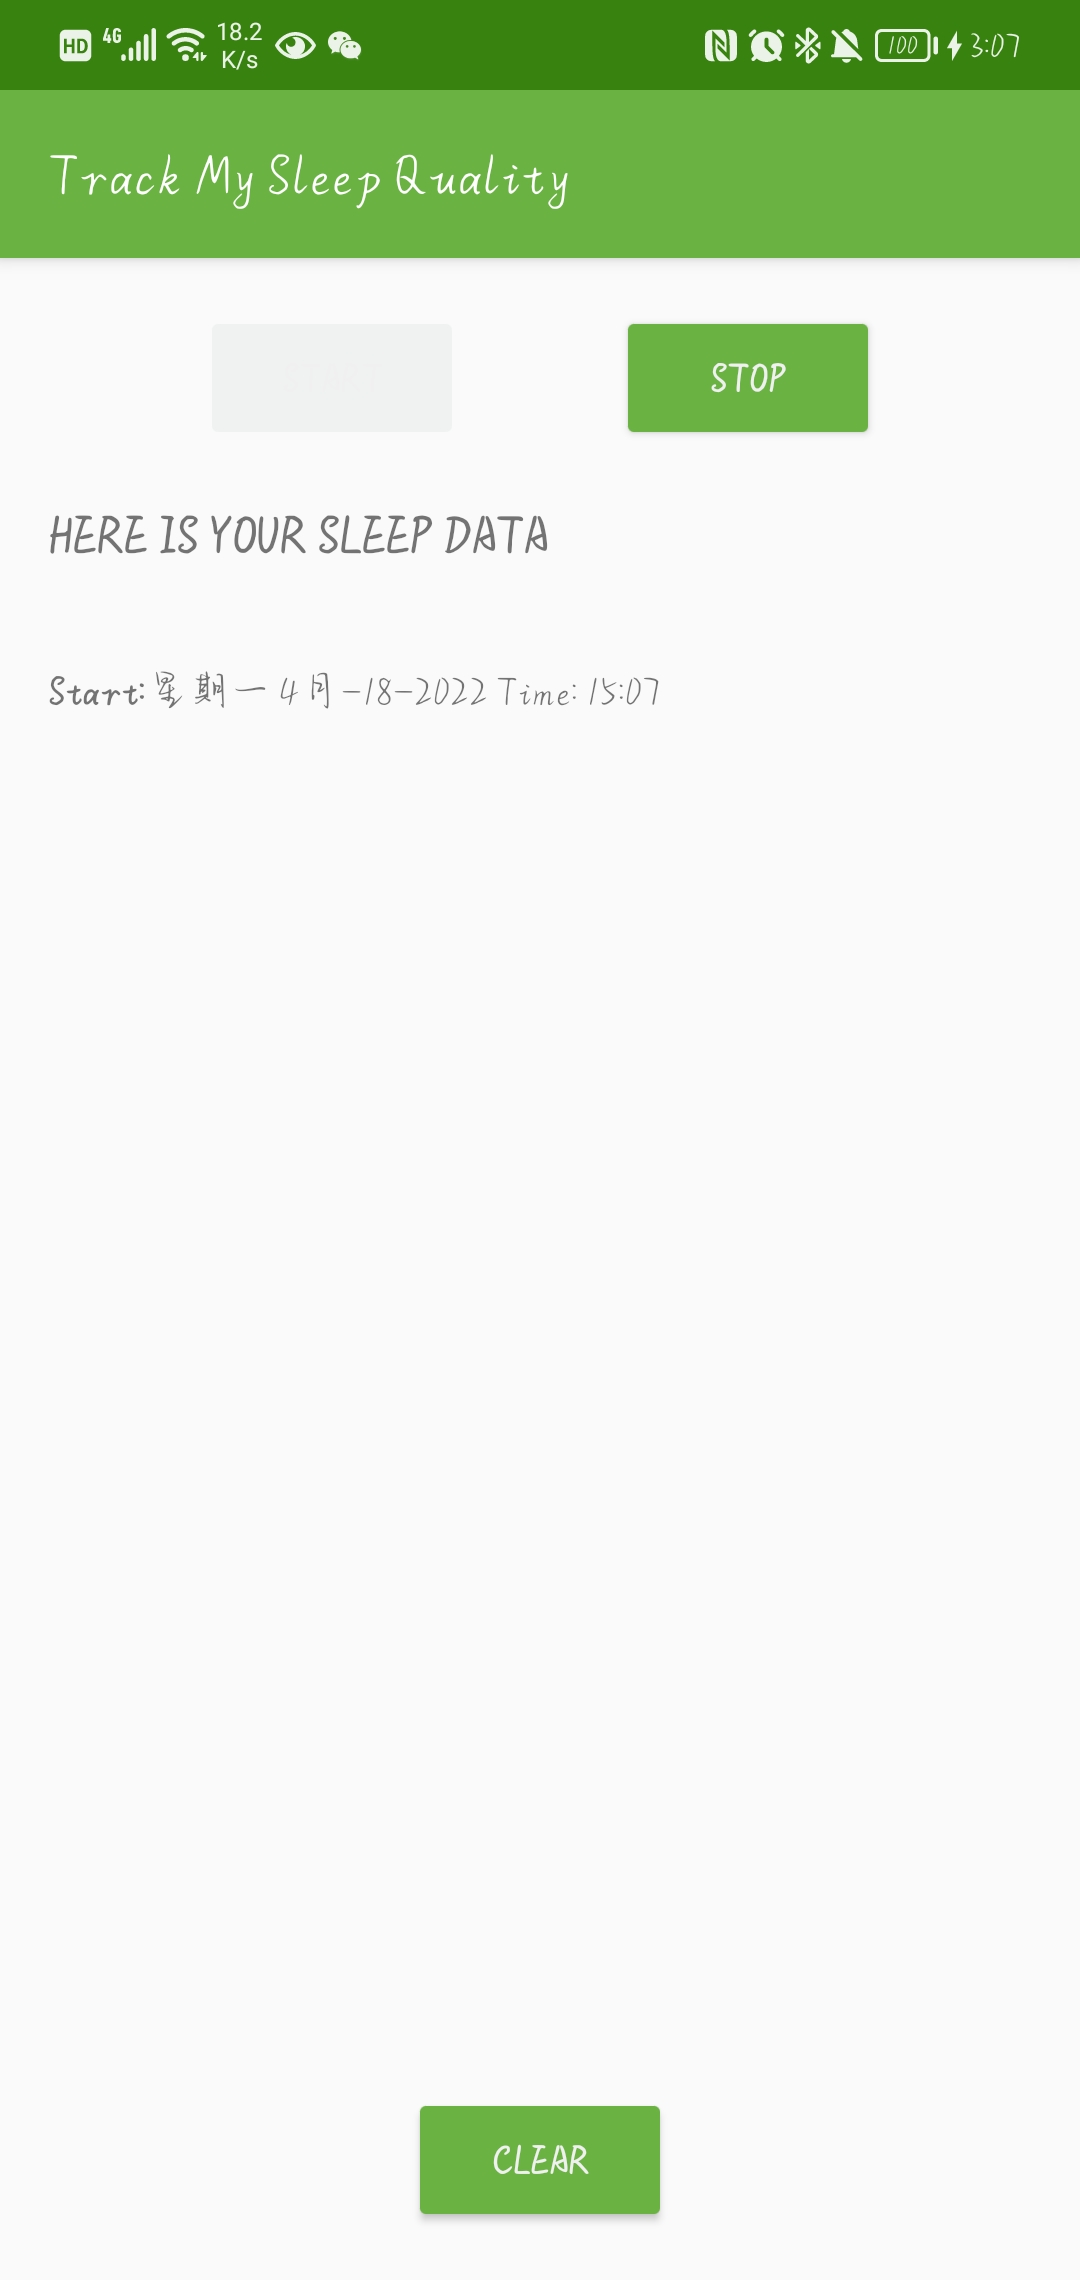 HD 4G 18.2 K/s 100 3:07
Track My Sleep Quality
STOP
HERE IS YOUR SLEEP DATA
Start: 星期一 4月-18-2022 Time: 15:07
CLEAR